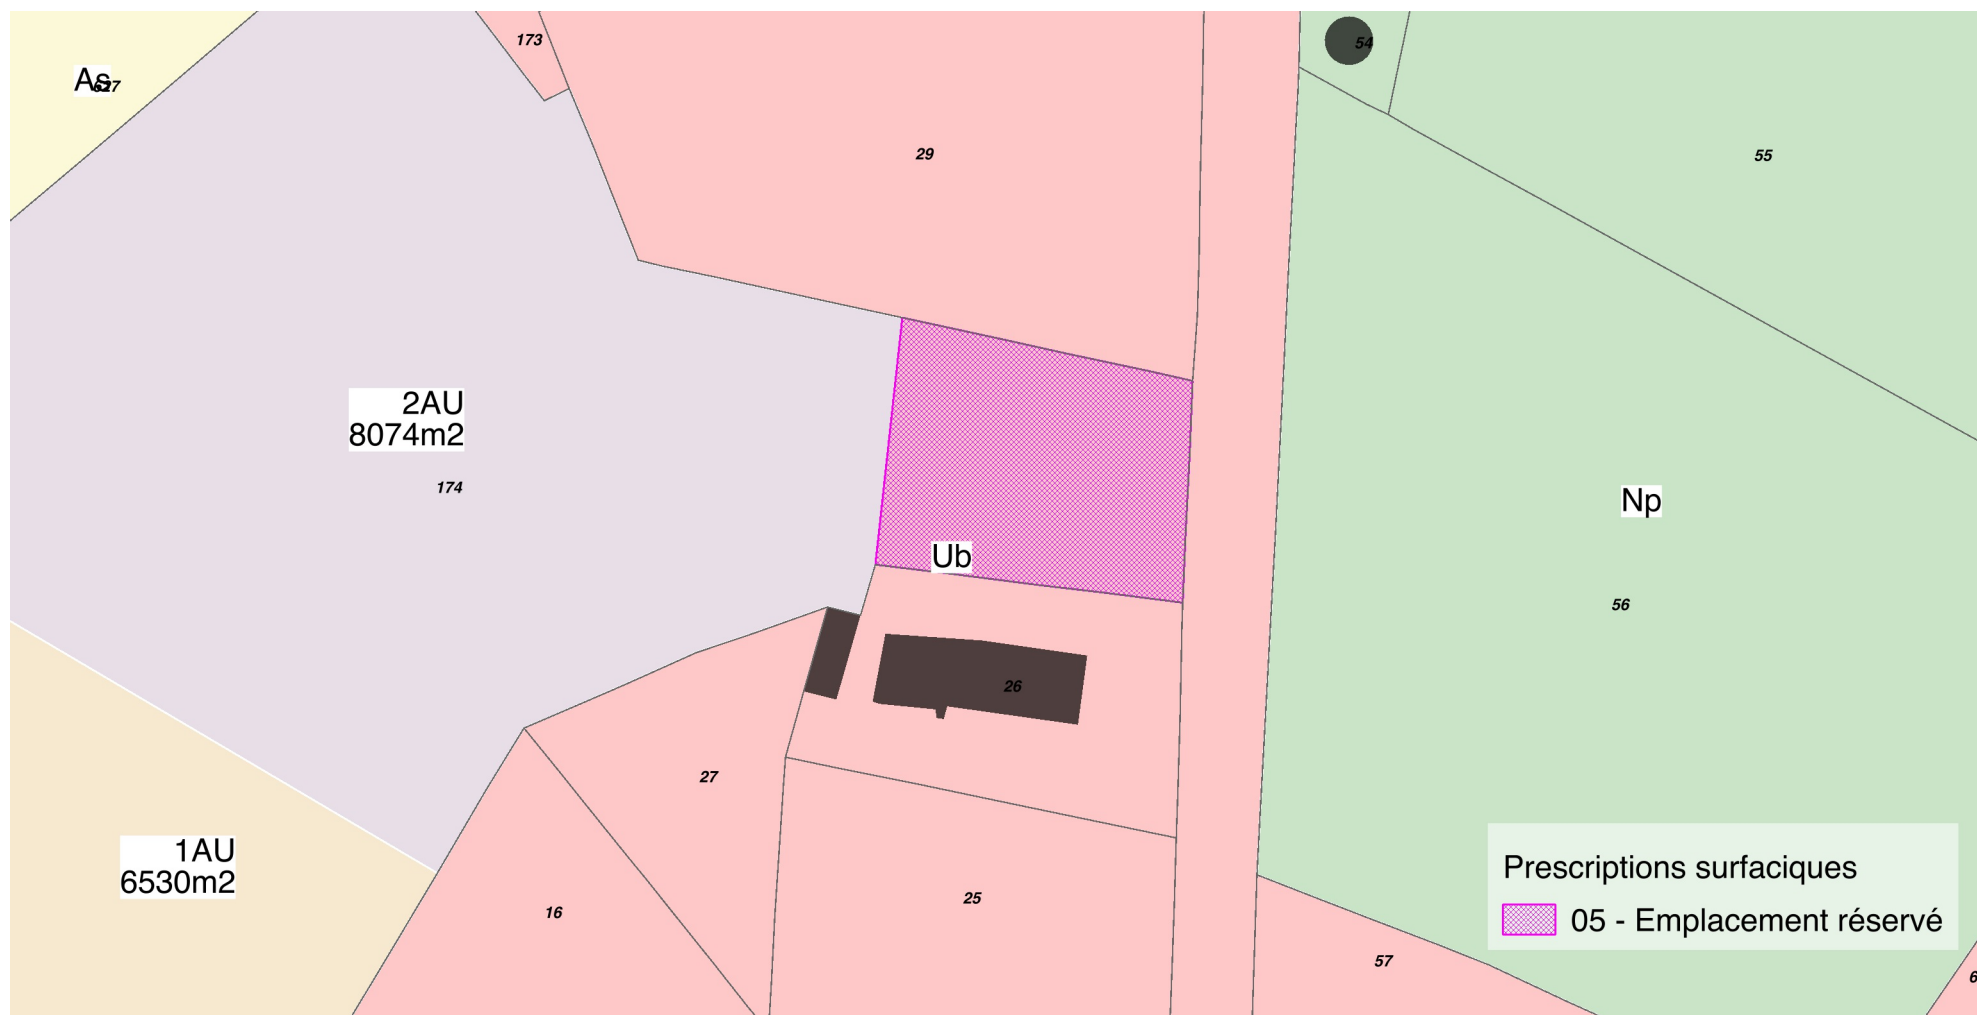 173
54
As
627
29
55
2AU
8074m2
174
Np
Ub
56
26
27
1AU
6530m2
16
25
57
6
Prescriptions surfaciques
05 - Emplacement réservé